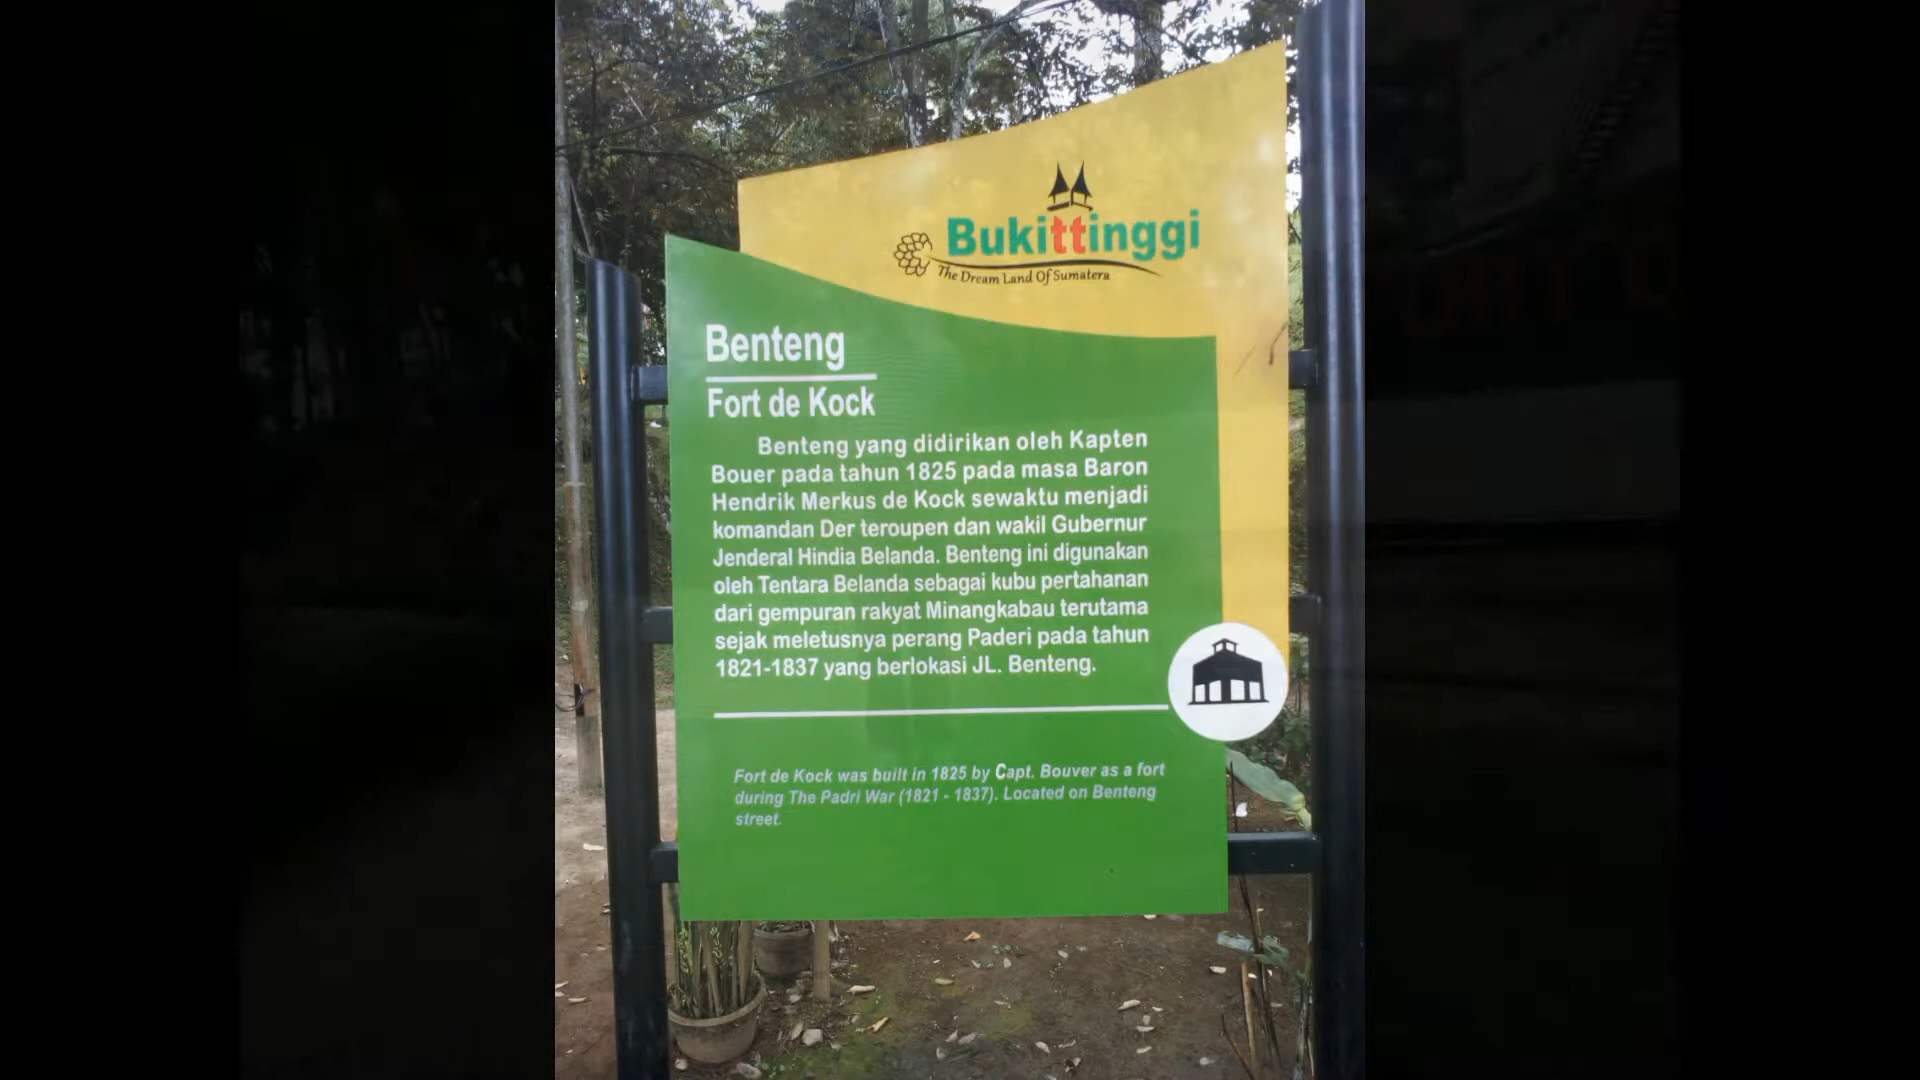 Bukittinggi
The Dream Land Of Sumatera
Benteng
Fort de Kock
Benteng yang didirikan oleh Kapten
Bouer pada tahun 1825 pada masa Baron
Hendrik Merkus de Kock sewaktu menjadi
komandan Der teroupen dan wakil Gubernur
Jenderal Hindia Belanda. Benteng ini digunakan
oleh Tentara Belanda sebagai kubu pertahanan
dari gempuran rakyat Minangkabau terutama
sejak meletusnya perang Paderi pada tahun
1821-1837 yang berlokasi JL. Benteng.
Fort de Kock was built in 1825 by Capt. Bouver as a fort
during The Padri War (1821 - 1837). Located on Benteng
street.